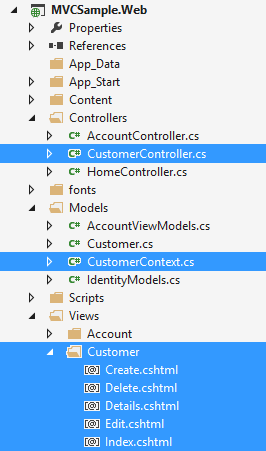 MVCSample.Web
Properties
References
App_Data
App_Start
Content
Controllers
C# AccountController.cs
C# CustomerController.cs
C# HomeController.cs
fonts
Models
C# AccountViewModels.cs
C# Customer.cs
C# CustomerContext.cs
C# IdentityModels.cs
Scripts
Views
Account
Customer
[@] Create.cshtml
[@] Delete.cshtml
[@] Details.cshtml
[@] Edit.cshtml
[@] Index.cshtml